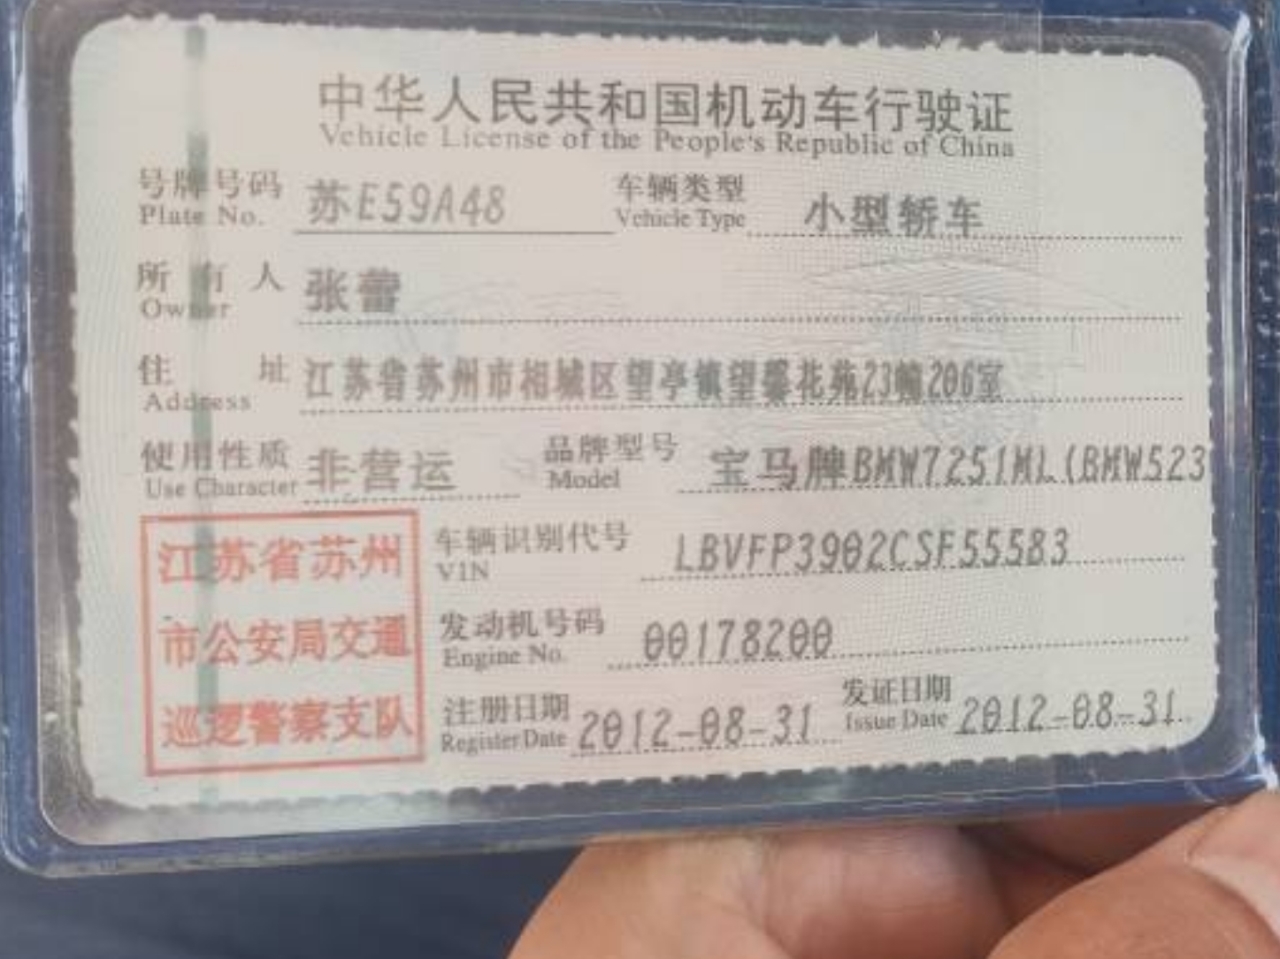 中华人民共和国机动车行驶证
Vehicle License of the People's Republic of China
号牌号码 苏E59A48 车辆类型 小型轿车
Plate No. Vehicle Type
所有人 张蕾
Owner
住址 江苏省苏州市相城区望亭镇望馨花苑23幢206室
Address
使用性质 非营运 品牌型号 宝马牌BMW7251ML(BMW523
Use Character Model
江苏省苏州
市公安局交通
巡逻警察支队
车辆识别代号 LBVFP3902CSF55583
VIN
发动机号码 00178200
Engine No.
注册日期 2012-08-31 发证日期 2012-08-31
Register Date Issue Date